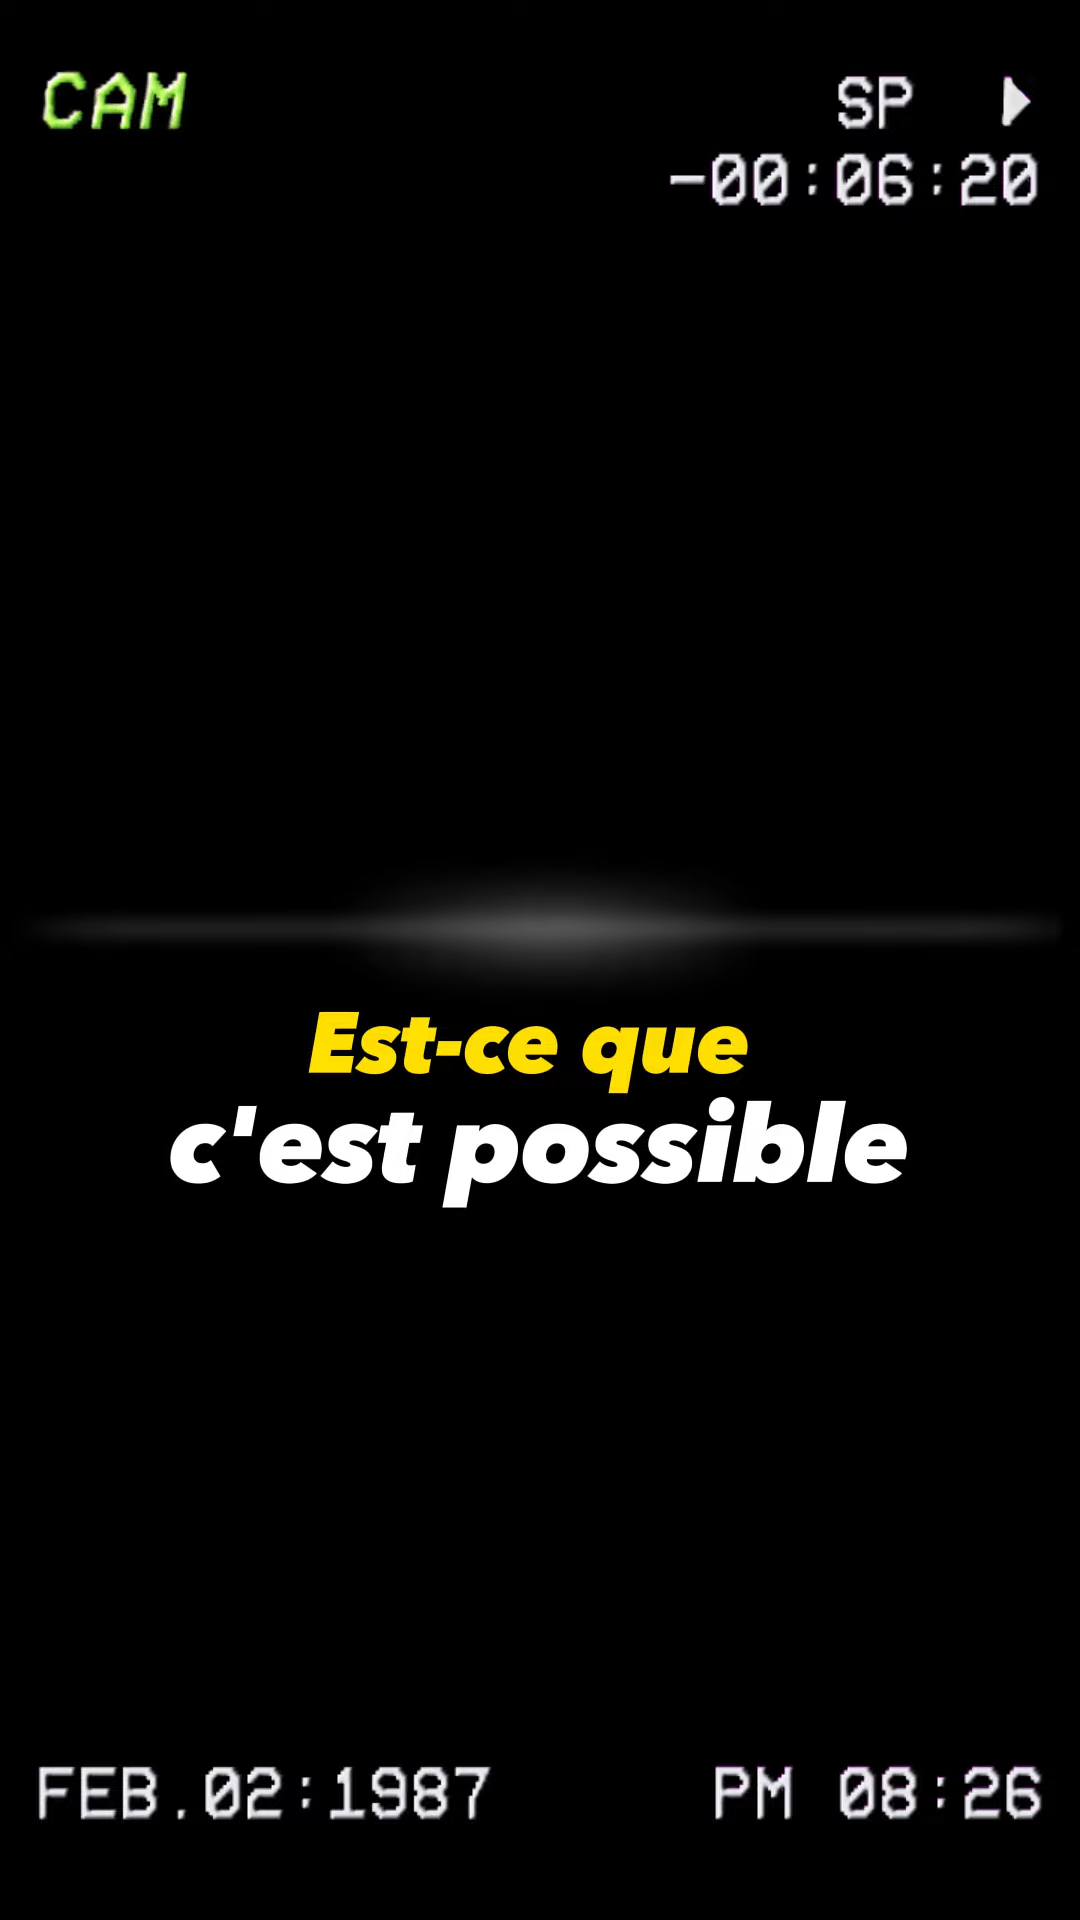 CAM
SP
-00:06:20
Est-ce que
c'est possible
FEB.02:1987
PM 08:26